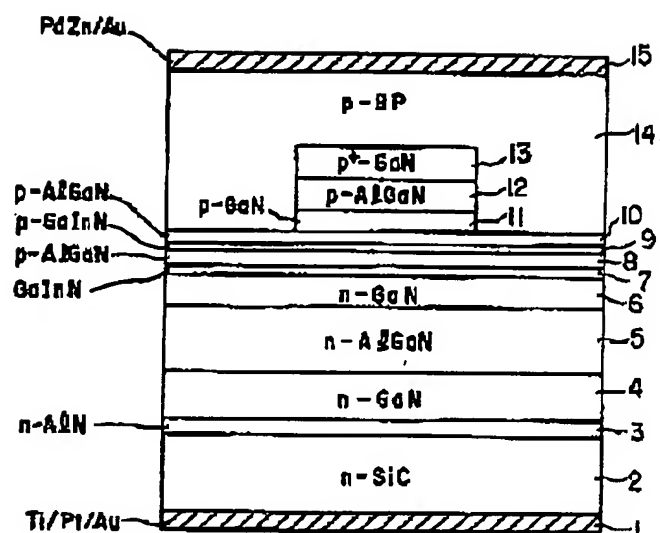 PdZn/Au
15
p-BP
14
p⁺-GaN
13
p-AlGaN
12
p-GaN
11
p-AlGaN
10
p-GaInN
9
p-AlGaN
8
GaInN
7
n-GaN
6
n-AlGaN
5
n-GaN
4
n-AlN
3
n-SiC
2
Ti/Pt/Au
1